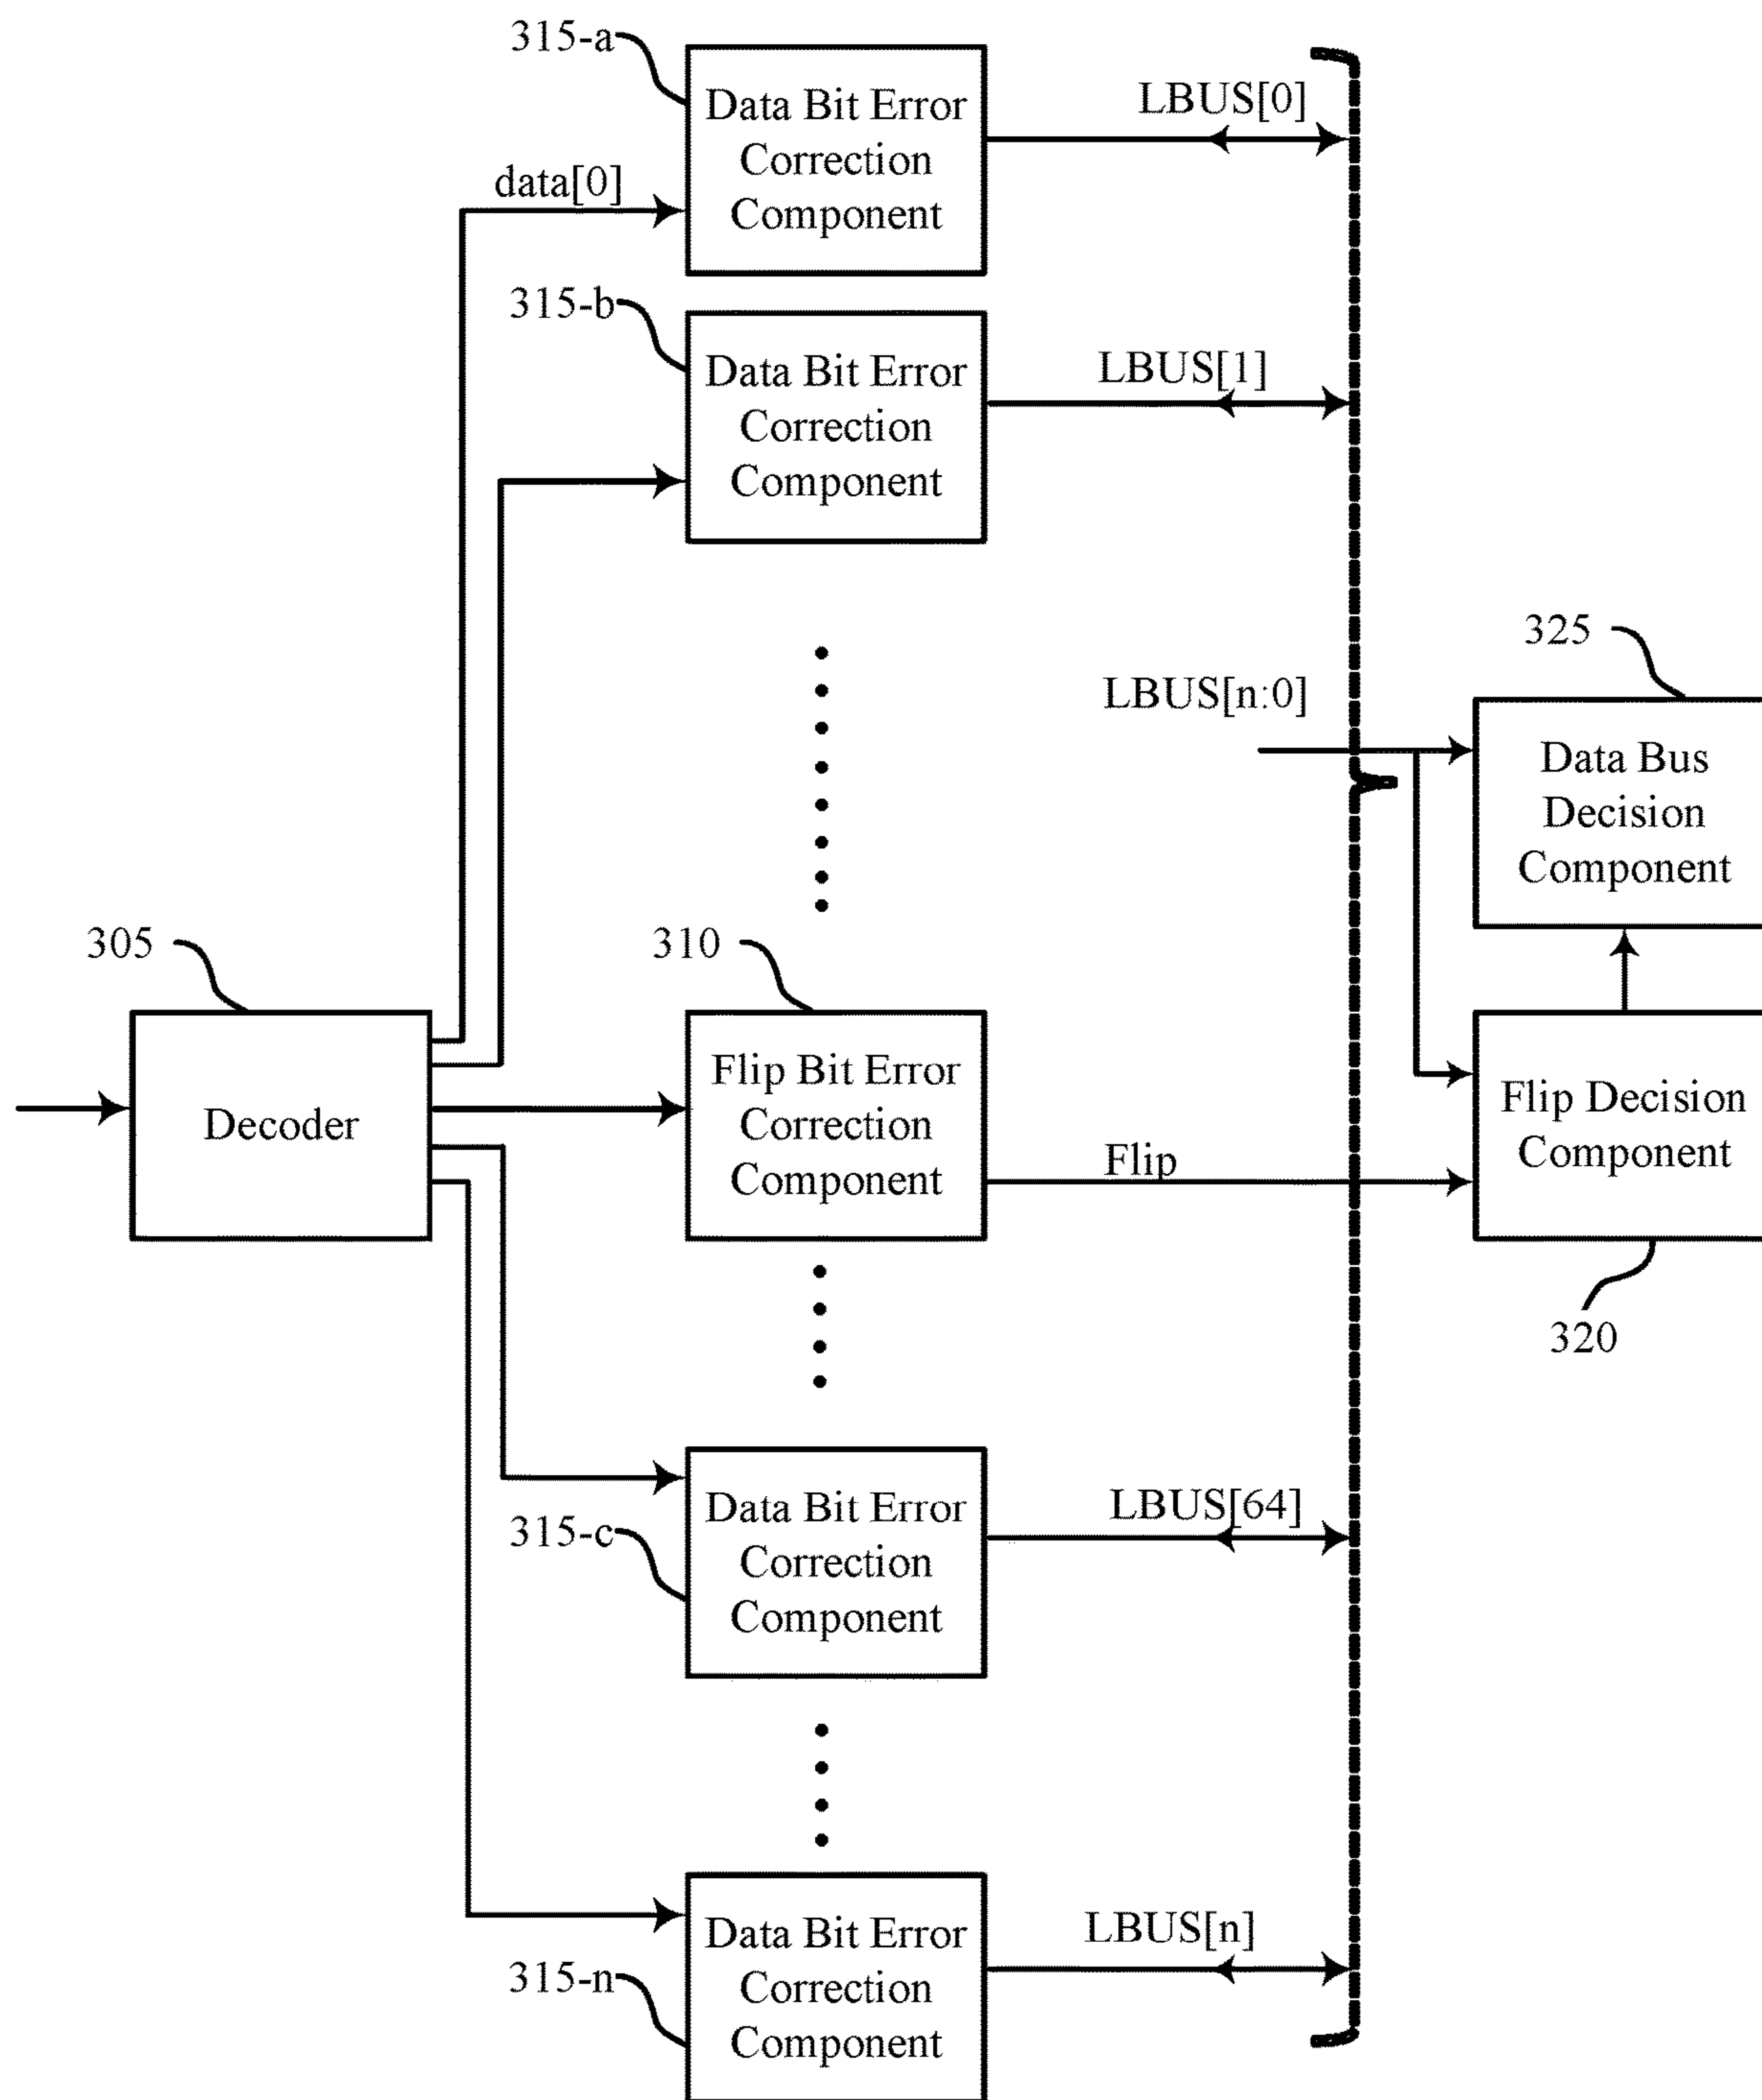 315-a
Data Bit Error
Correction
Component
LBUS[0]
data[0]
315-b
Data Bit Error
Correction
Component
LBUS[1]
325
LBUS[n:0]
Data Bus
Decision
Component
305
310
Decoder
Flip Bit Error
Correction
Component
Flip
Flip Decision
Component
320
315-c
Data Bit Error
Correction
Component
LBUS[64]
315-n
Data Bit Error
Correction
Component
LBUS[n]